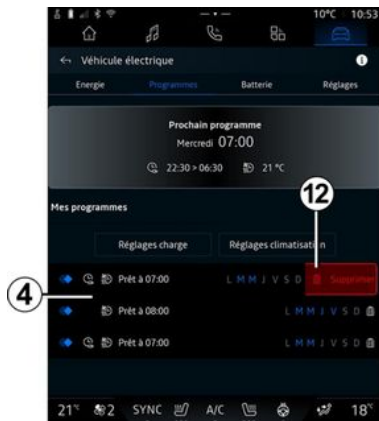 10°C 10:53
Véhicule électrique
Energie Programmes Batterie Réglages
Prochain programme
Mercredi 07:00
22:30 > 06:30 21 °C
Mes programmes
12
Réglages charge Réglages climatisation
Prêt à 07:00 L M M J V S D Supprimer
4
Prêt à 08:00 L M M J V S D
Prêt à 07:00 L M M J V S D
21°C 2 SYNC A/C 18°C